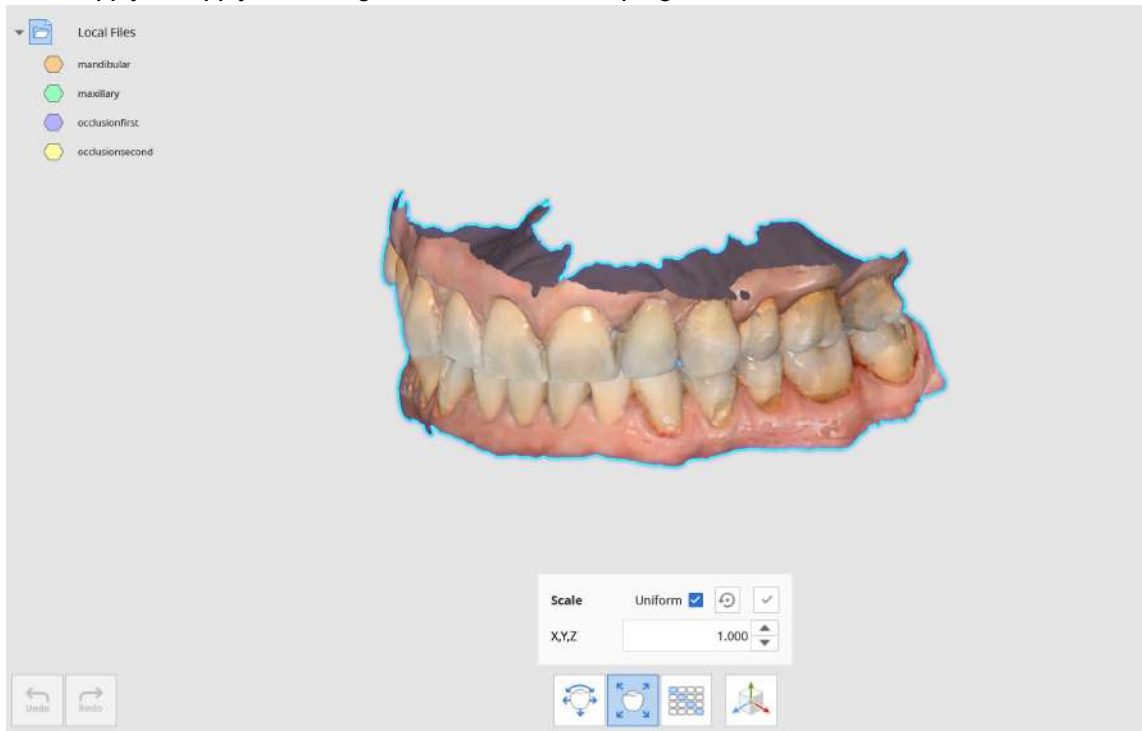 Local Files
mandibular
maxillary
occlusionfirst
occlusionsecond
Scale Uniform
X,Y,Z 1.000
Undo Redo